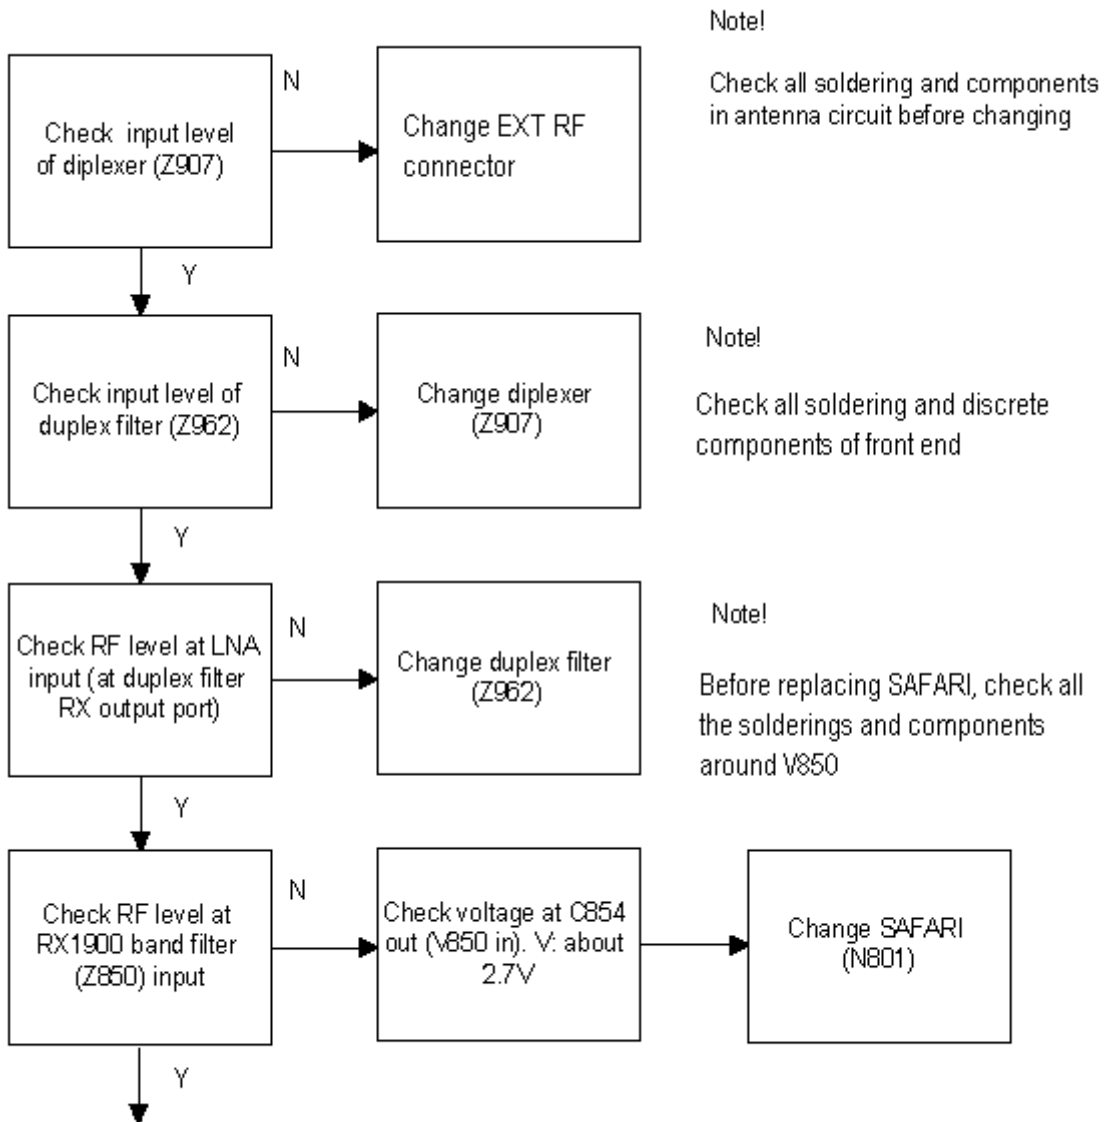 Note!
Check all soldering and components
in antenna circuit before changing
Check input level
of diplexer (Z907)
N
Change EXT RF
connector
Y
Note!
Check all soldering and discrete
components of front end
Check input level of
duplex filter (Z962)
N
Change diplexer
(Z907)
Y
Note!
Before replacing SAFARI, check all
the solderings and components
around V850
Check RF level at LNA
input (at duplex filter
RX output port)
N
Change duplex filter
(Z962)
Y
Check RF level at
RX1900 band filter
(Z850) input
N
Check voltage at C854
out (V850 in). V: about
2.7V
Change SAFARI
(N801)
Y